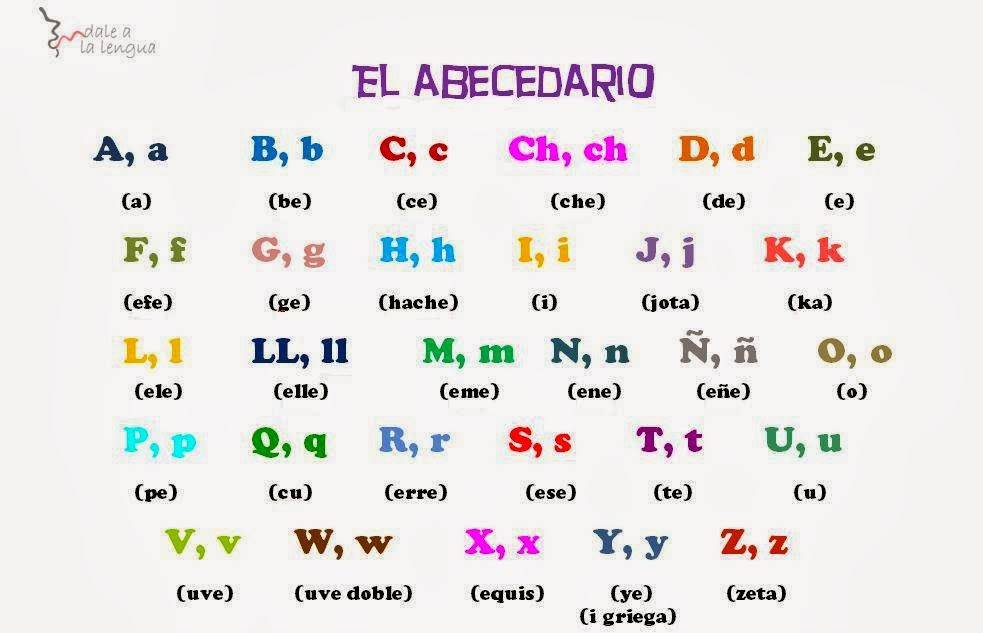 dale a
la lengua
EL ABECEDARIO
A, a B, b C, c Ch, ch D, d E, e
(a) (be) (ce) (che) (de) (e)
F, f G, g H, h I, i J, j K, k
(efe) (ge) (hache) (i) (jota) (ka)
L, l LL, ll M, m N, n Ñ, ñ O, o
(ele) (elle) (eme) (ene) (eñe) (o)
P, p Q, q R, r S, s T, t U, u
(pe) (cu) (erre) (ese) (te) (u)
V, v W, w X, x Y, y Z, z
(uve) (uve doble) (equis) (ye) (zeta)
(i griega)